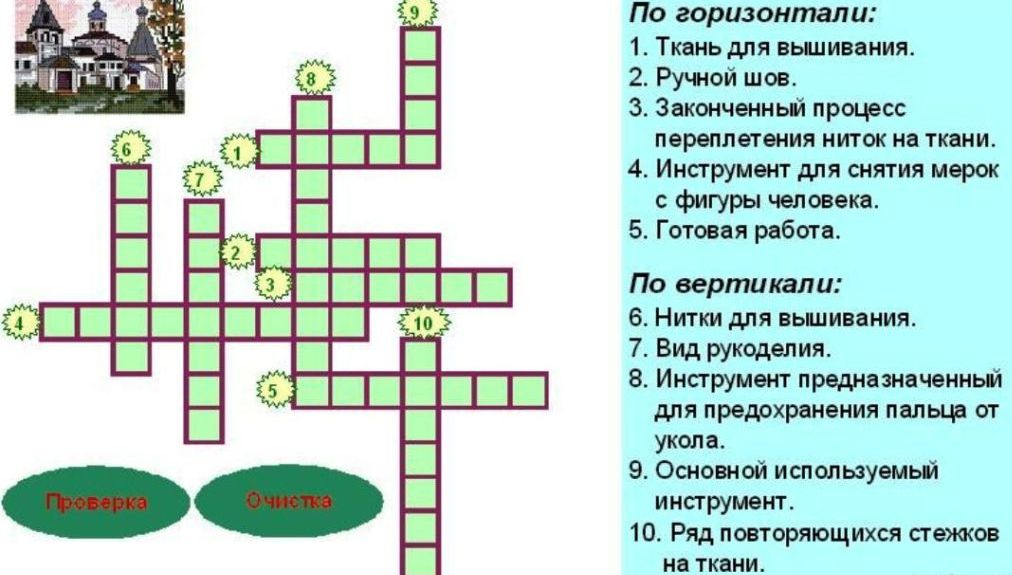 9
8
6
1
7
2
3
4
10
5
Проверка
Очистка
По горизонтали:
1. Ткань для вышивания.
2. Ручной шов.
3. Законченный процесс
переплетения ниток на ткани.
4. Инструмент для снятия мерок
с фигуры человека.
5. Готовая работа.
По вертикали:
6. Нитки для вышивания.
7. Вид рукоделия.
8. Инструмент предназначенный
для предохранения пальца от
укола.
9. Основной используемый
инструмент.
10. Ряд повторяющихся стежков
на ткани.